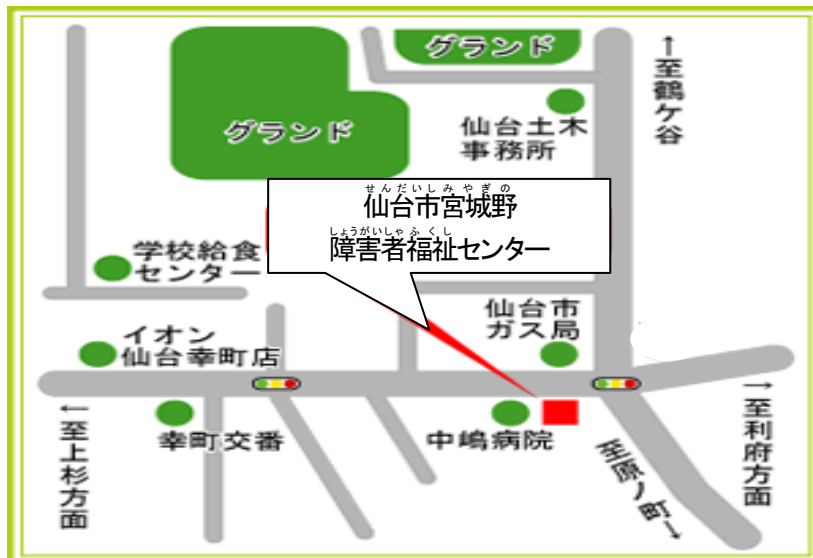 グランド
↑至鶴ケ谷
グランド
仙台土木
事務所
せんだいしみやぎの
仙台市宮城野
しょうがいしゃふくし
障害者福祉センター
学校給食
センター
仙台市
ガス局
イオン
仙台幸町店
←至上杉方面
幸町交番
中嶋病院
至原ノ町→
→至利府方面